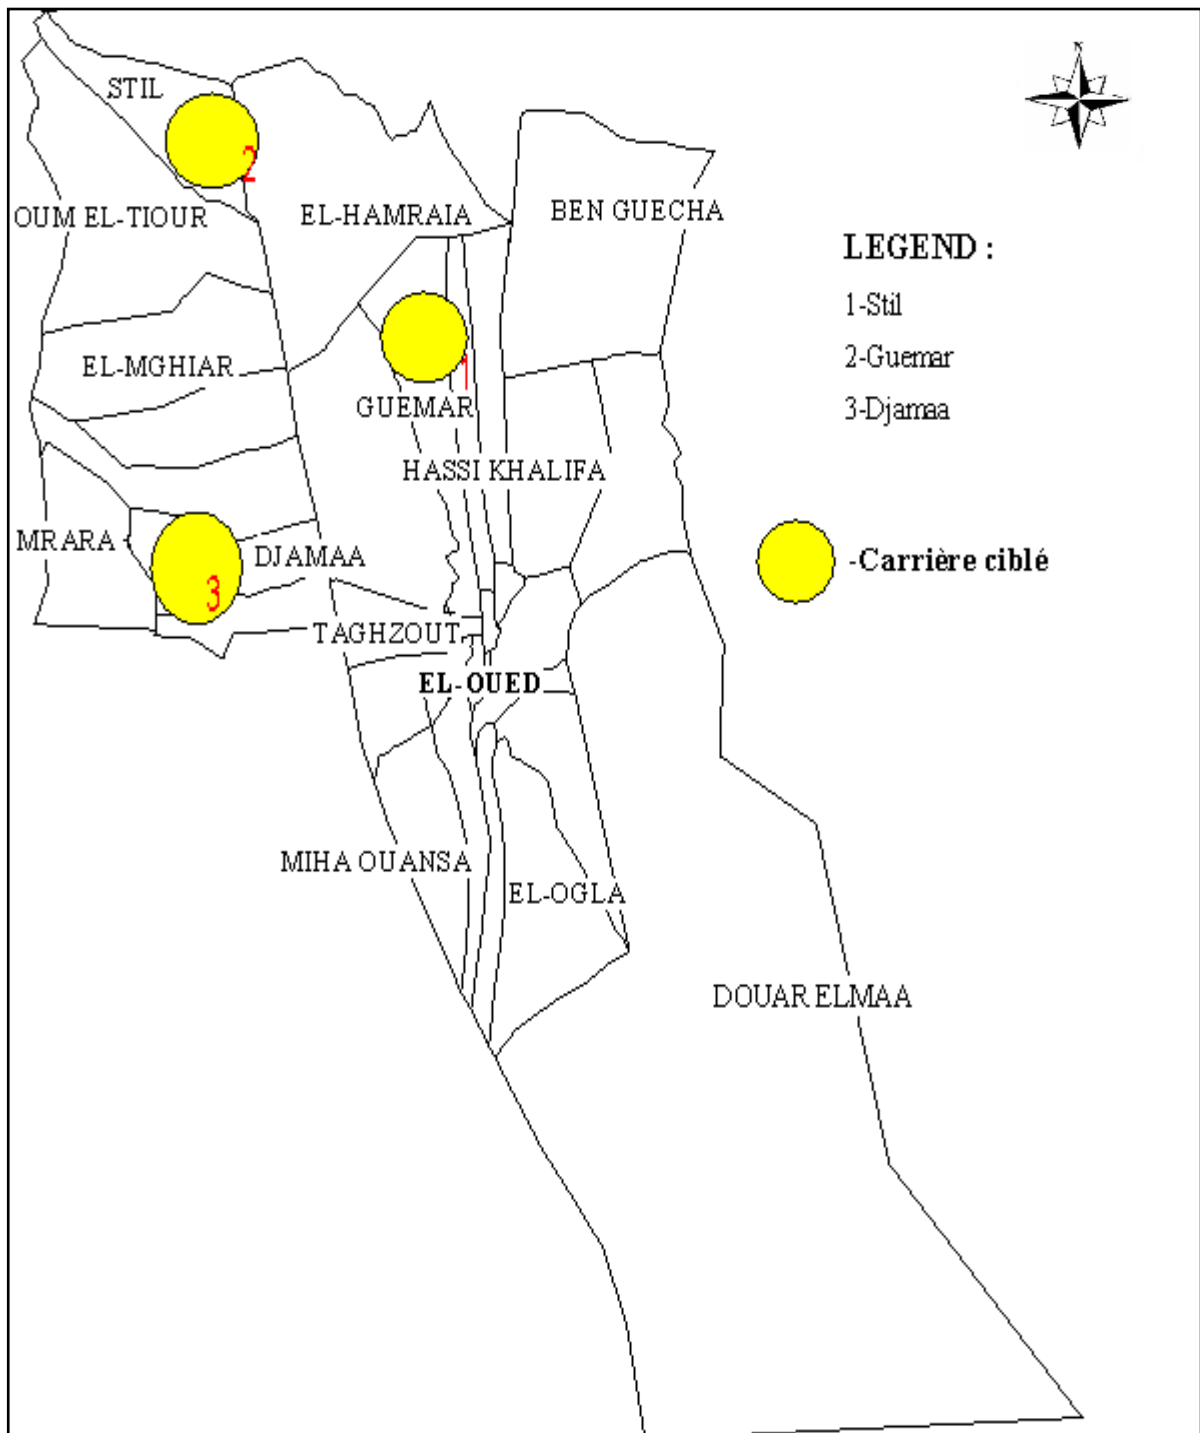 N
STIL
2
OUM EL-TIOUR
EL-HAMRAIA
BEN GUECHA
LEGEND :
1-Stil
2-Guemar
3-Djamaa
EL-MGHIAR
1
GUEMAR
HASSI KHALIFA
MRARA
DJAMAA
3
-Carrière ciblé
TAGHZOUT
EL-OUED
MIHA OUANSA
EL-OGLA
DOUAR ELMAA